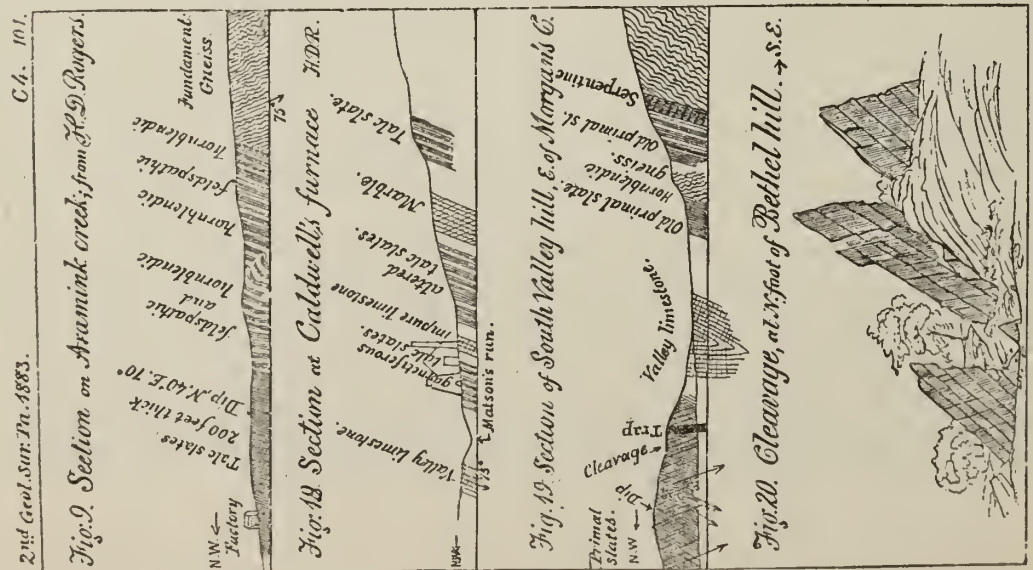 2nd Geol. Sur. Pa. 1883. C4. 101.
Fig. 9. Section on Aramink creek; from H.D. Rogers.
N.W ←
Factory
Talc slates.
200 feet thick
Dip, N.40°E. 70°
feldspathic
and
hornblendic.
hornblendic
feldspathic
hornblendic
Fundament
Gneiss.
75°
Fig. 18. Section at Caldwell's furnace H.D.R.
Valley limestone.
75°
Matson's run.
garnetiferous
talc slates.
impure limestone
altered
talc slates.
Marble.
Talc slate.
Fig. 19. Section of South Valley hill, E. of Morgan's C.
Primal
slates.
N.W ←
Dip
Cleavage
Trap
Valley limestone.
Old primal slate.
Hornblendic
gneiss.
Old primal sl.
Serpentine
Fig. 20. Cleavage, at N. foot of Bethel hill. → S.E.